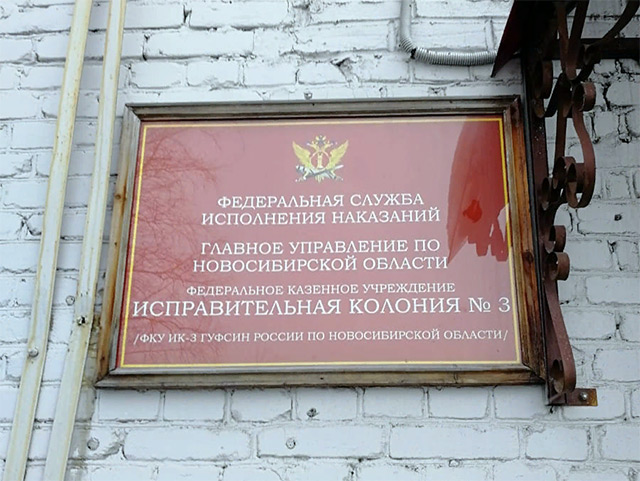 ФЕДЕРАЛЬНАЯ СЛУЖБА
ИСПОЛНЕНИЯ НАКАЗАНИЙ
ГЛАВНОЕ УПРАВЛЕНИЕ ПО
НОВОСИБИРСКОЙ ОБЛАСТИ
ФЕДЕРАЛЬНОЕ КАЗЕННОЕ УЧРЕЖДЕНИЕ
ИСПРАВИТЕЛЬНАЯ КОЛОНИЯ № 3
/ФКУ ИК-3 ГУФСИН РОССИИ ПО НОВОСИБИРСКОЙ ОБЛАСТИ/